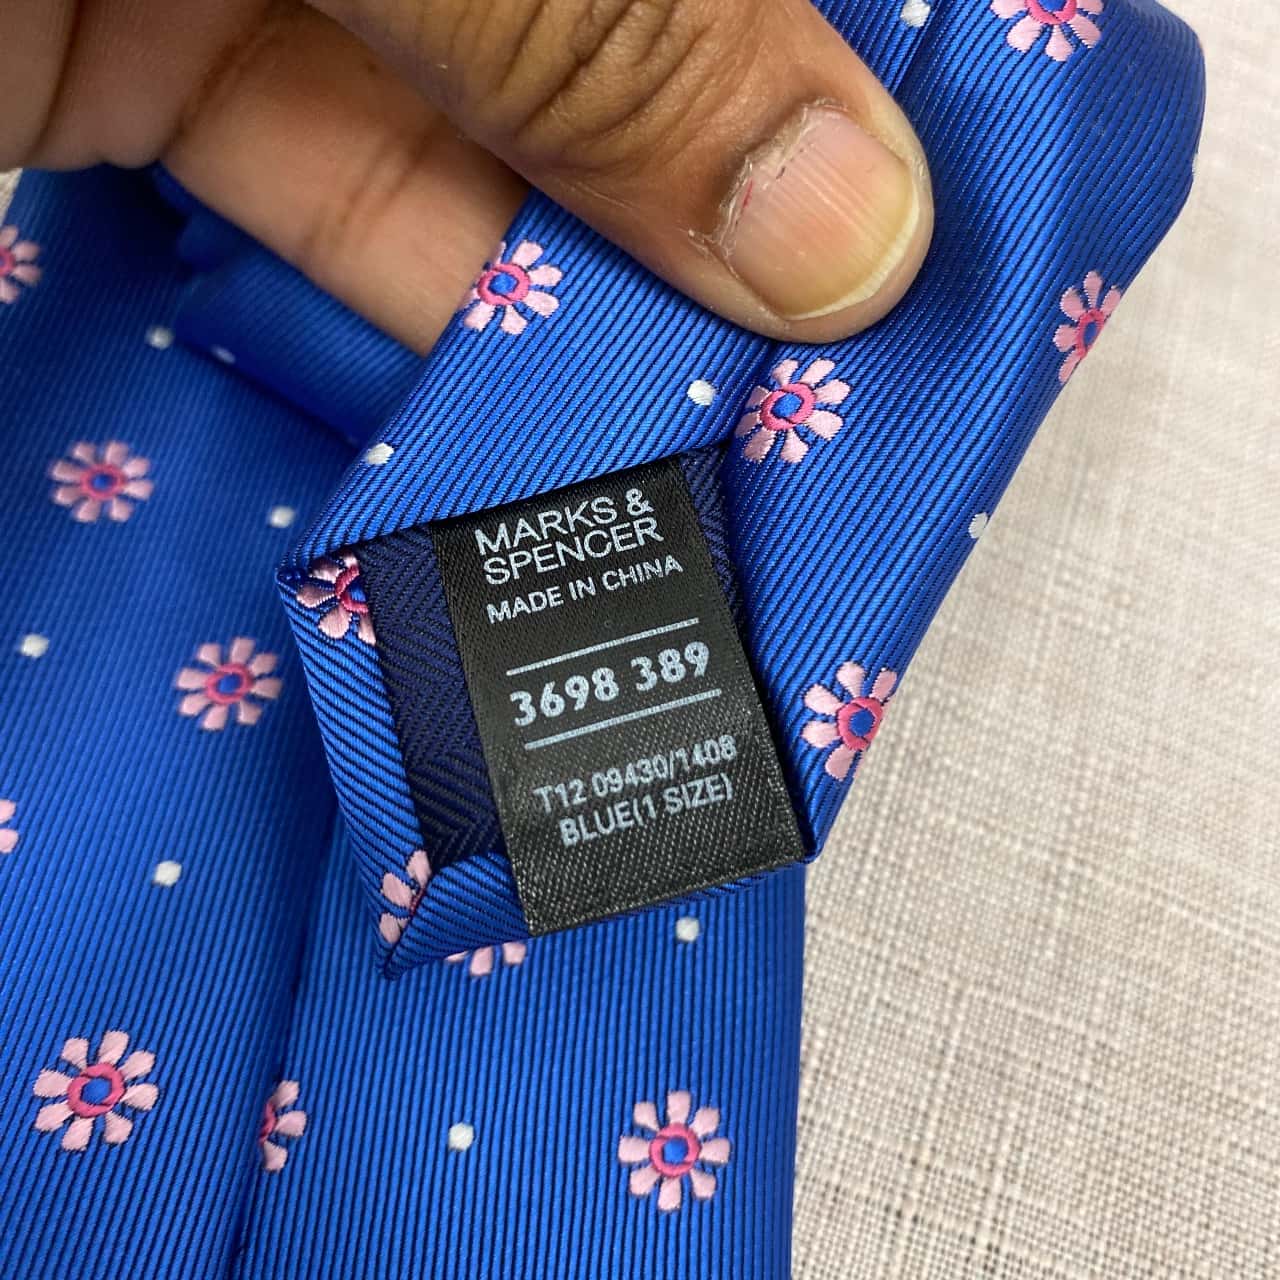 MARKS &
SPENCER
MADE IN CHINA
3698 389
T12 09430/1408
BLUE(1 SIZE)